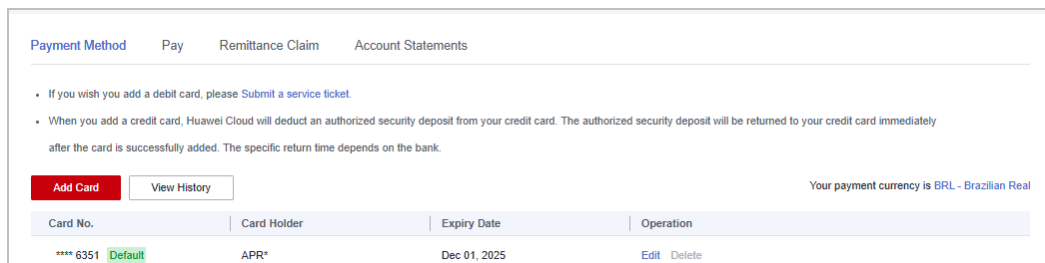 Payment Method Pay Remittance Claim Account Statements
• If you wish you add a debit card, please Submit a service ticket.
• When you add a credit card, Huawei Cloud will deduct an authorized security deposit from your credit card. The authorized security deposit will be returned to your credit card immediately
after the card is successfully added. The specific return time depends on the bank.
Add Card View History Your payment currency is BRL - Brazilian Real
Card No. Card Holder Expiry Date Operation
**** 6351 Default APR* Dec 01, 2025 Edit Delete